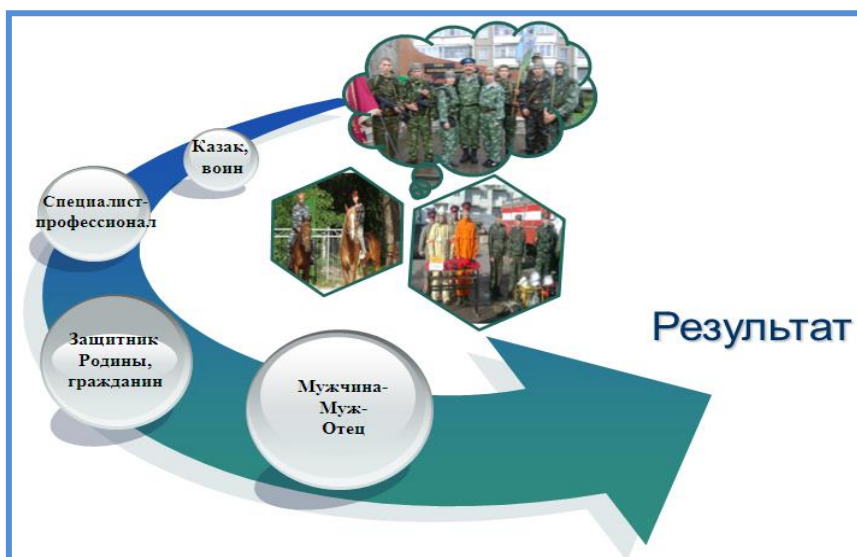 Казак,
воин
Специалист-
профессионал
Защитник
Родины,
гражданин
Мужчина-
Муж-
Отец
Результат